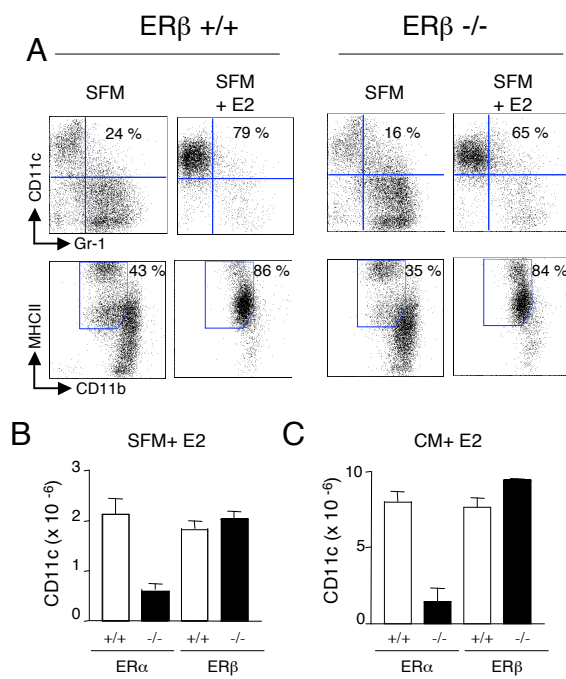 ERβ +/+ ERβ -/-
A
SFM SFM + E2 SFM SFM + E2
24 % 79 % 16 % 65 %
CD11c
Gr-1
43 % 86 % 35 % 84 %
MHCII
CD11b
B
SFM+ E2
CD11c (x 10 -6)
3
2
1
0
+/+ -/- +/+ -/-
ERα ERβ
C
CM+ E2
CD11c (x 10 -6)
10
5
0
+/+ -/- +/+ -/-
ERα ERβ